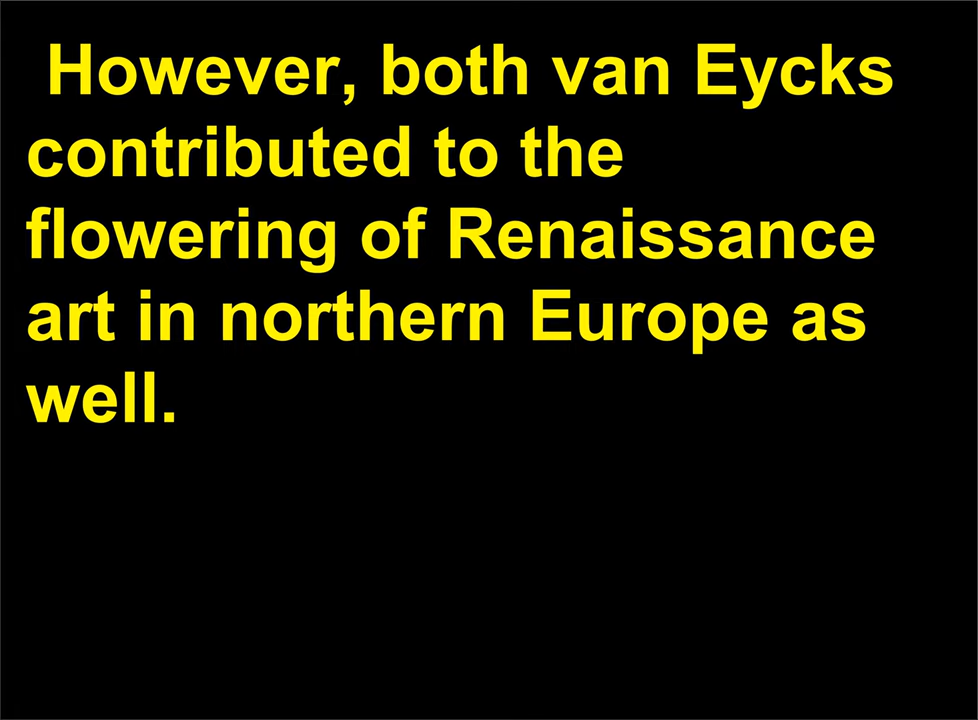 However, both van Eycks
contributed to the
flowering of Renaissance
art in northern Europe as
well.